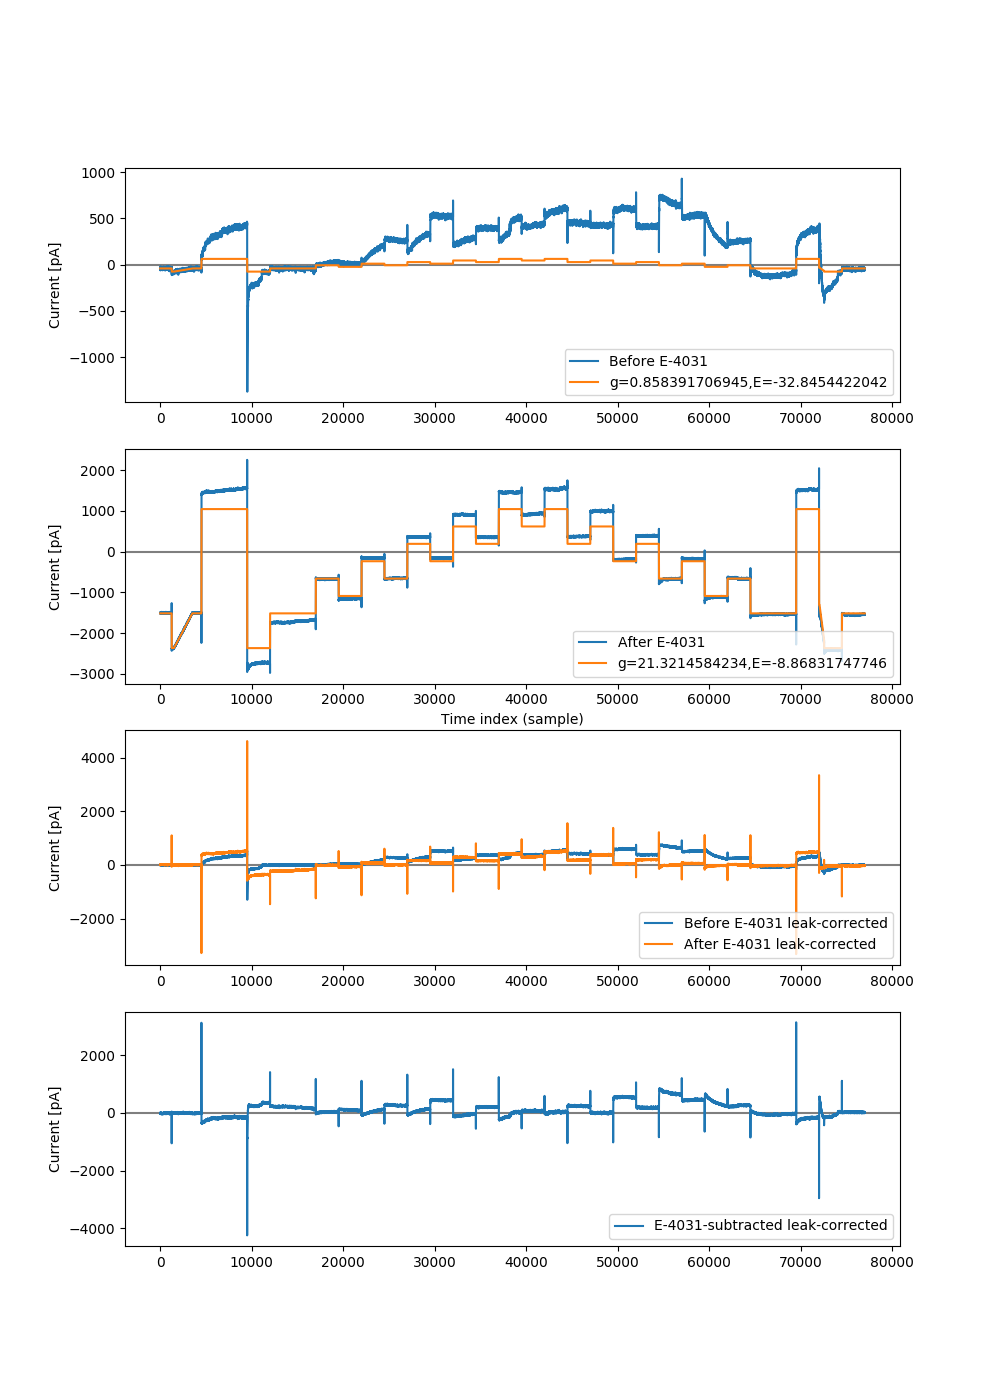 1000
500
0
−500
−1000
Current [pA]
Before E-4031
g=0.858391706945,E=-32.8454422042
0 10000 20000 30000 40000 50000 60000 70000 80000
2000
1000
0
−1000
−2000
−3000
Current [pA]
After E-4031
g=21.3214584234,E=-8.86831747746
0 10000 20000 30000 40000 50000 60000 70000 80000
Time index (sample)
4000
2000
0
−2000
Current [pA]
Before E-4031 leak-corrected
After E-4031 leak-corrected
0 10000 20000 30000 40000 50000 60000 70000 80000
2000
0
−2000
−4000
Current [pA]
E-4031-subtracted leak-corrected
0 10000 20000 30000 40000 50000 60000 70000 80000